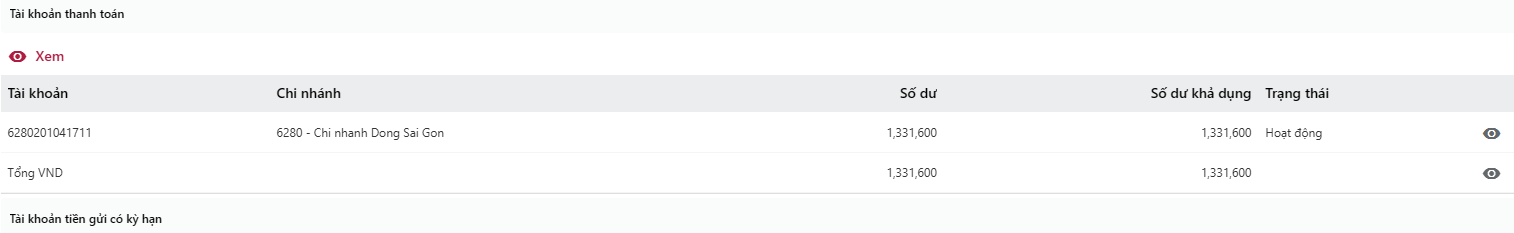 Tài khoản thanh toán
Xem
Tài khoản Chi nhánh Số dư Số dư khả dụng Trạng thái
6280201041711 6280 - Chi nhanh Dong Sai Gon 1,331,600 1,331,600 Hoạt động
Tổng VND 1,331,600 1,331,600
Tài khoản tiền gửi có kỳ hạn